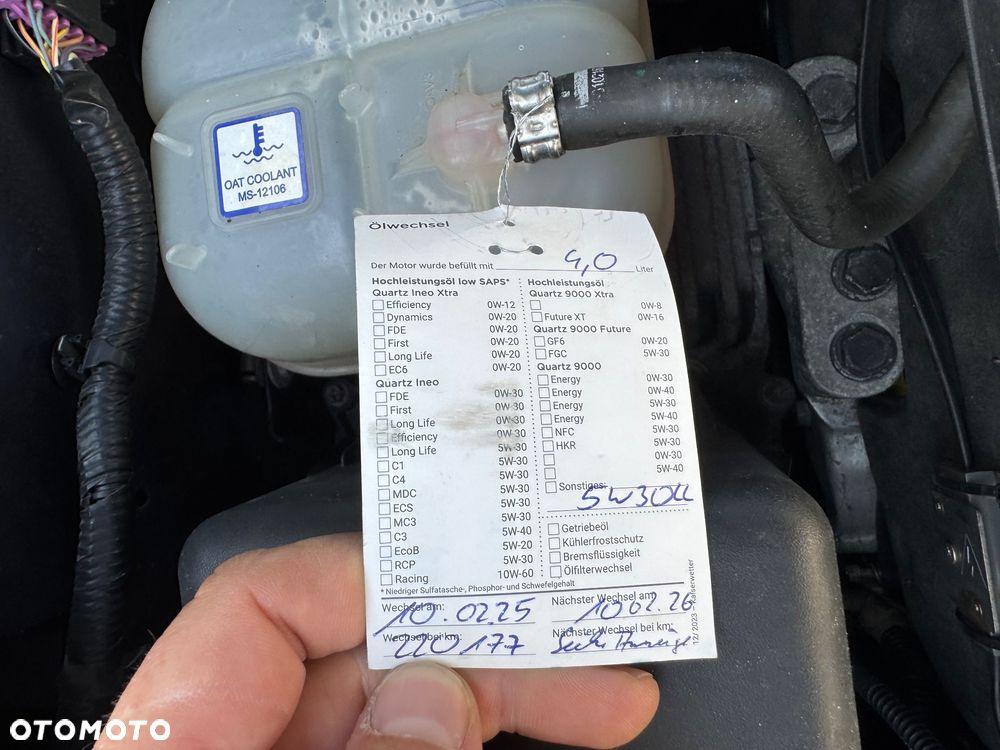 OAT COOLANT
MS-12106
Ölwechsel
Der Motor wurde befüllt mit 4,0 Liter
Hochleistungsöl low SAPS*
Quartz Ineo Xtra
Efficiency 0W-12
Dynamics 0W-20
FDE 0W-20
First 0W-20
Long Life 0W-20
EC6 0W-20
Quartz Ineo
FDE 0W-30
First 0W-30
Long Life 0W-30
Efficiency 0W-30
Long Life 5W-30
C1 5W-30
C4 5W-30
MDC 5W-30
ECS 5W-30
MC3 5W-30
C3 5W-40
EcoB 5W-20
RCP 5W-30
Racing 10W-60
* Niedriger Sulfatasche-, Phosphor- und Schwefelgehalt
Hochleistungsöl
Quartz 9000 Xtra
0W-8
Future XT 0W-16
Quartz 9000 Future
GF6 0W-20
FGC 5W-30
Quartz 9000
Energy 0W-30
Energy 0W-40
Energy 5W-30
Energy 5W-40
NFC 5W-30
HKR 5W-30
0W-30
5W-40
Sonstiges:
5W30LL
Getriebeöl
Kühlerfrostschutz
Bremsflüssigkeit
Ölfilterwechsel
Wechsel am: 10.02.25
Nächster Wechsel am: 10.02.26
Wechsel bei km: 220177
Nächster Wechsel bei km:
12/2023 - Kaiserwetter
OTOMOTO